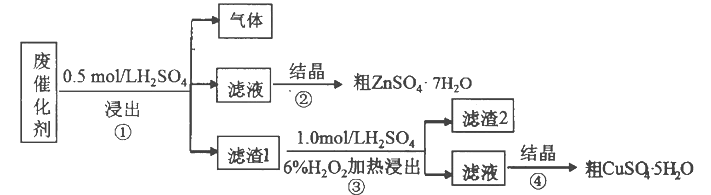 气体
废催化剂
0.5 mol/LH₂SO₄
浸出
①
滤液
结晶
②
粗ZnSO₄·7H₂O
滤渣1
1.0mol/LH₂SO₄
6%H₂O₂加热浸出
③
滤渣2
滤液
结晶
④
粗CuSO₄·5H₂O